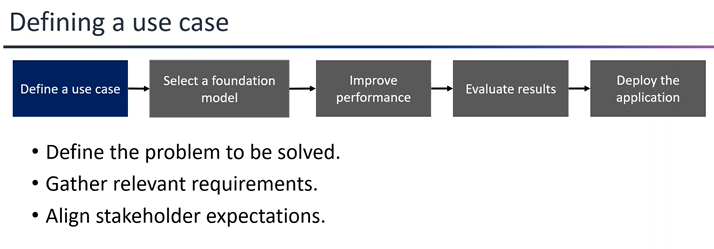 Defining a use case
Define a use case
Select a foundation
model
Improve
performance
Evaluate results
Deploy the
application
• Define the problem to be solved.
• Gather relevant requirements.
• Align stakeholder expectations.